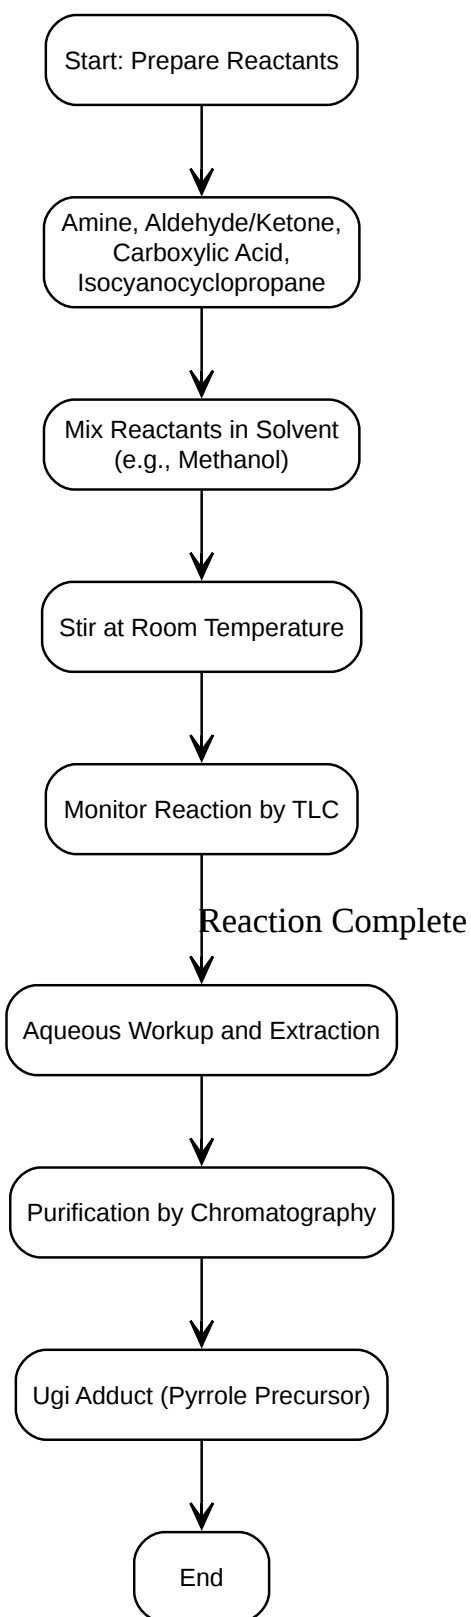 Start: Prepare Reactants
Amine, Aldehyde/Ketone,
Carboxylic Acid,
Isocyanocyclopropane
Mix Reactants in Solvent
(e.g., Methanol)
Stir at Room Temperature
Monitor Reaction by TLC
Reaction Complete
Aqueous Workup and Extraction
Purification by Chromatography
Ugi Adduct (Pyrrole Precursor)
End